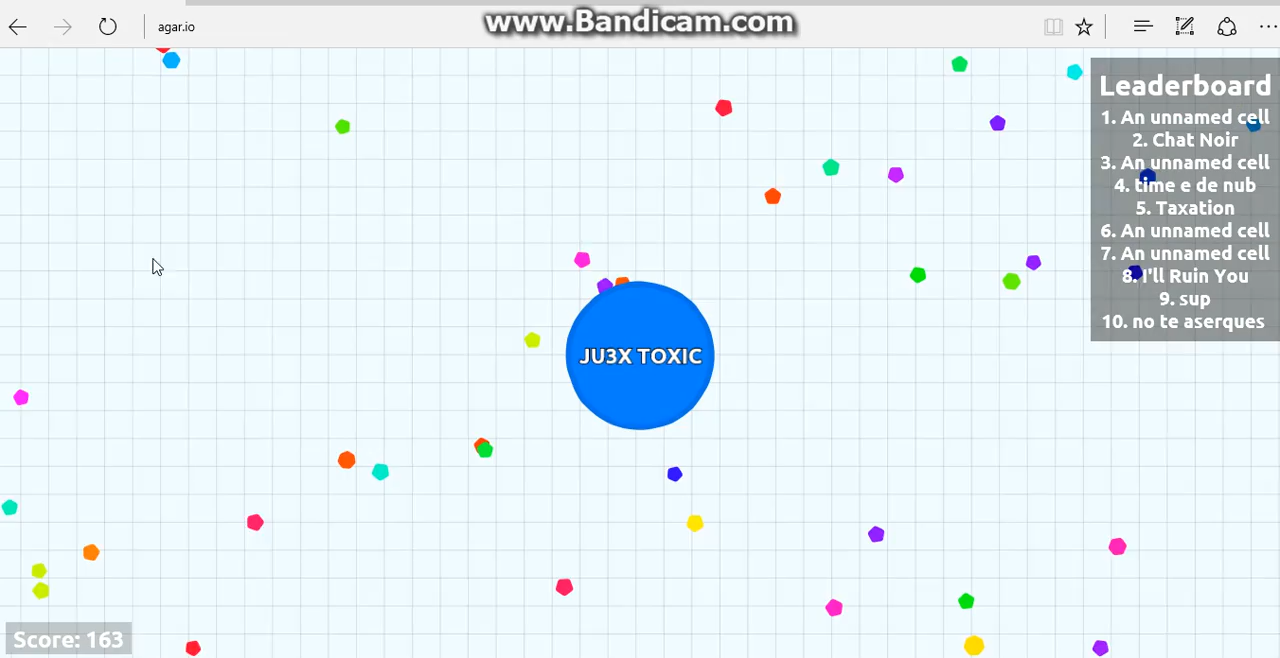 www.Bandicam.com
agar.io
Leaderboard
1. An unnamed cell
2. Chat Noir
3. An unnamed cell
4. time e de nub
5. Taxation
6. An unnamed cell
7. An unnamed cell
8. I'll Ruin You
9. sup
10. no te aserques
JU3X TOXIC
Score: 163